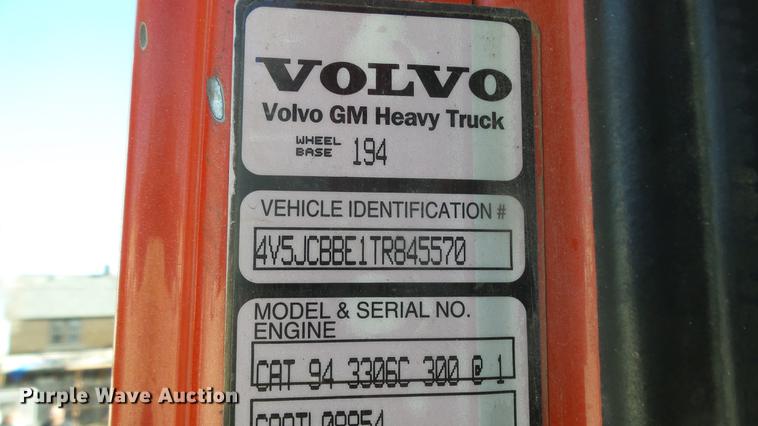 VOLVO
Volvo GM Heavy Truck
WHEEL
BASE 194
VEHICLE IDENTIFICATION #
4V5JCBBE1TR845570
MODEL & SERIAL NO.
ENGINE
CAT 94 3306C 300 @ 1
Purple Wave Auction